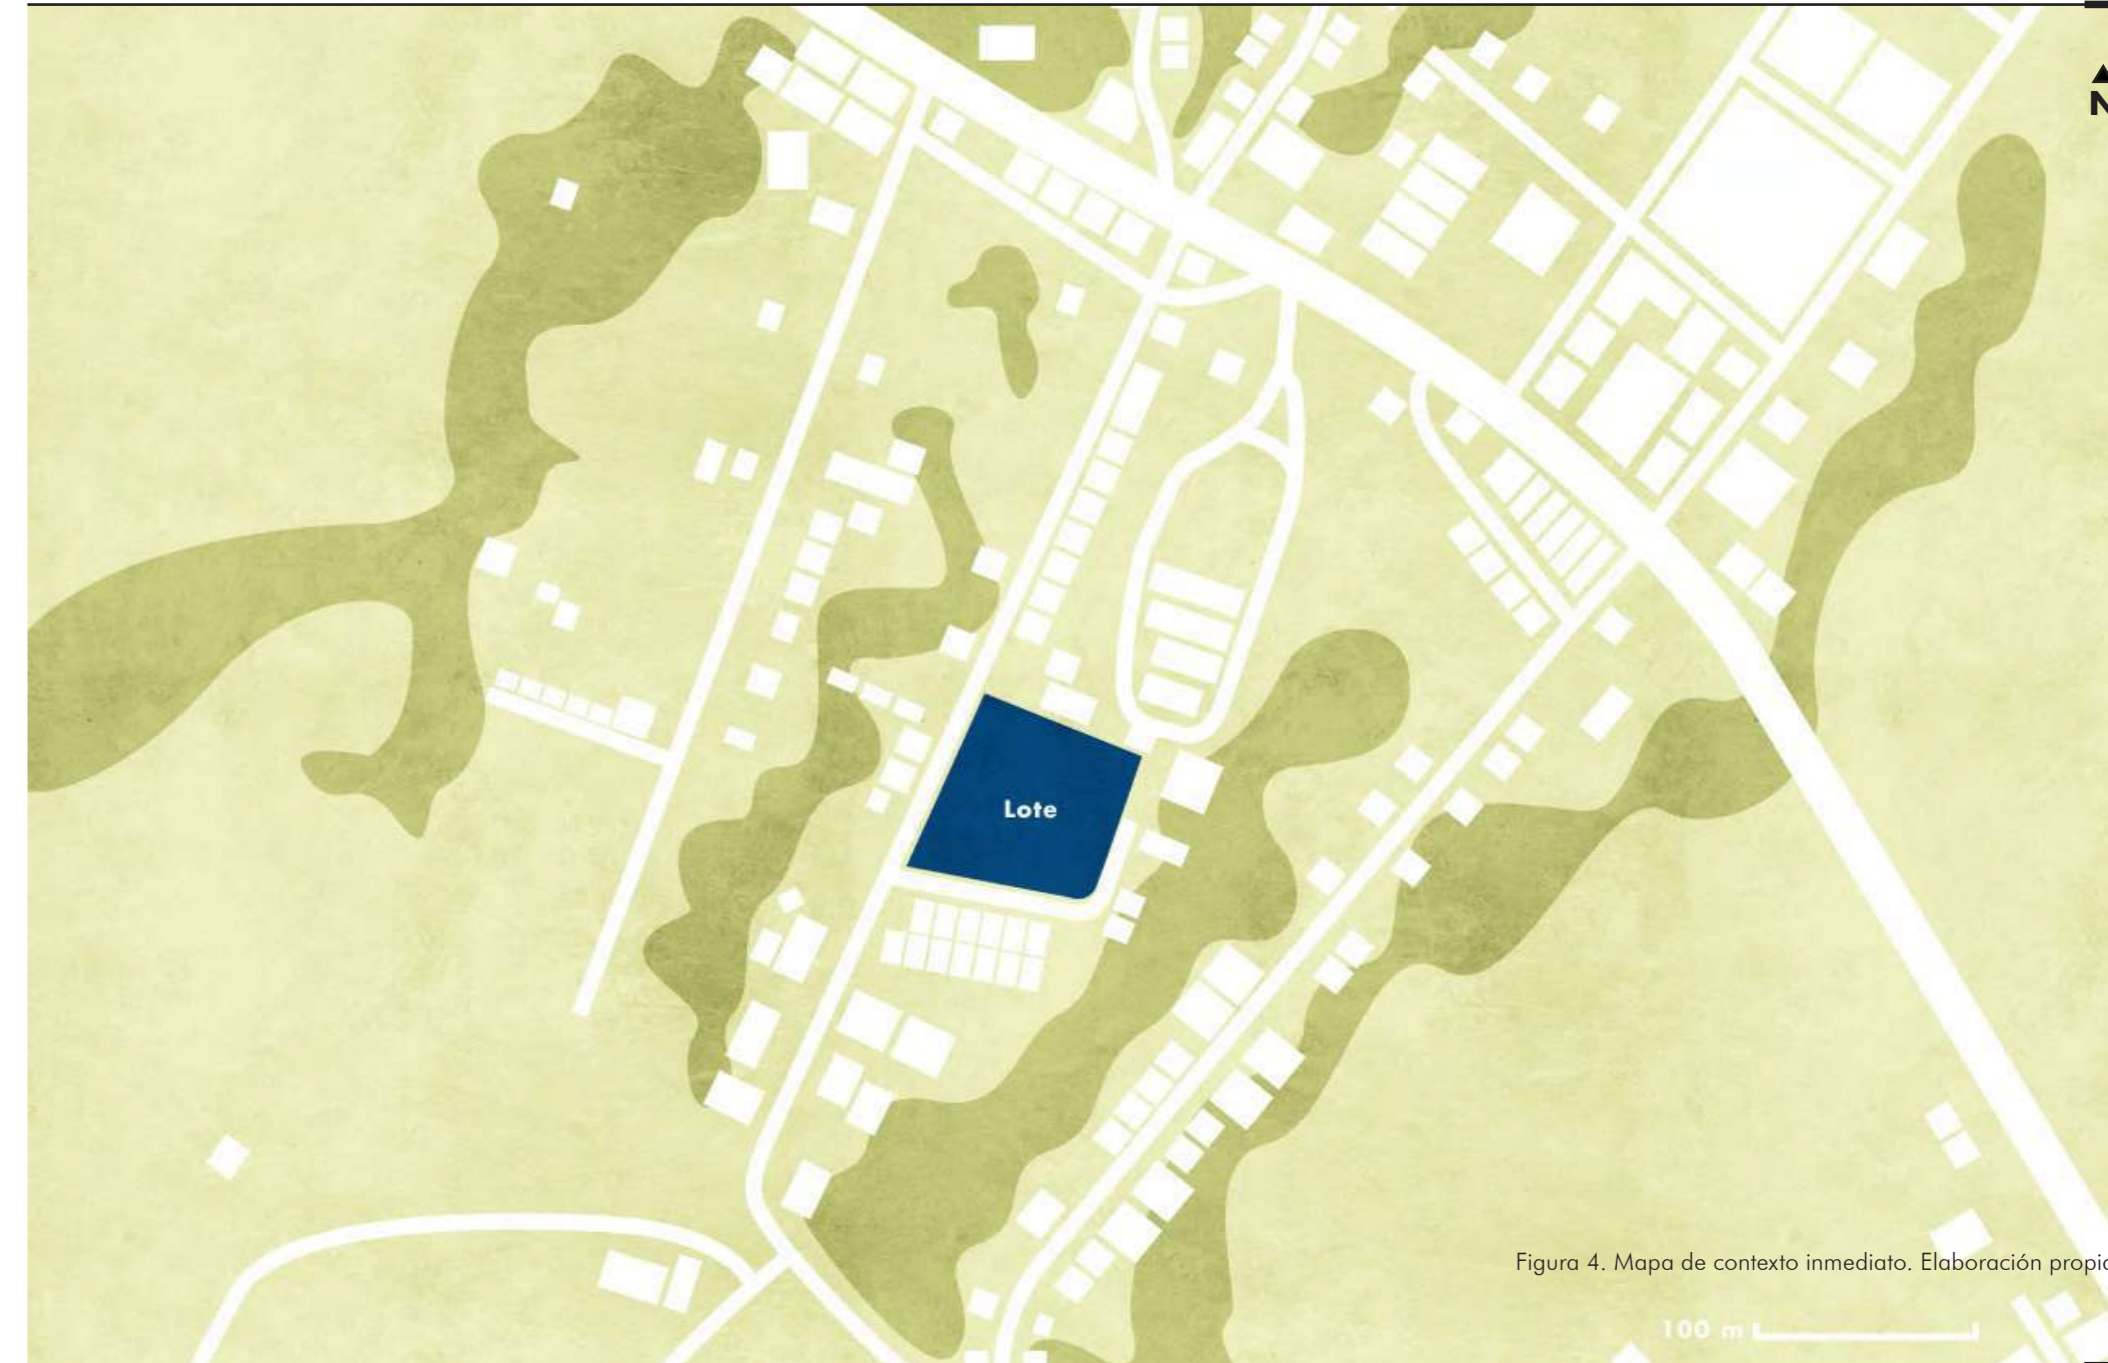 N
Lote
Figura 4. Mapa de contexto inmediato. Elaboración propia
100 m